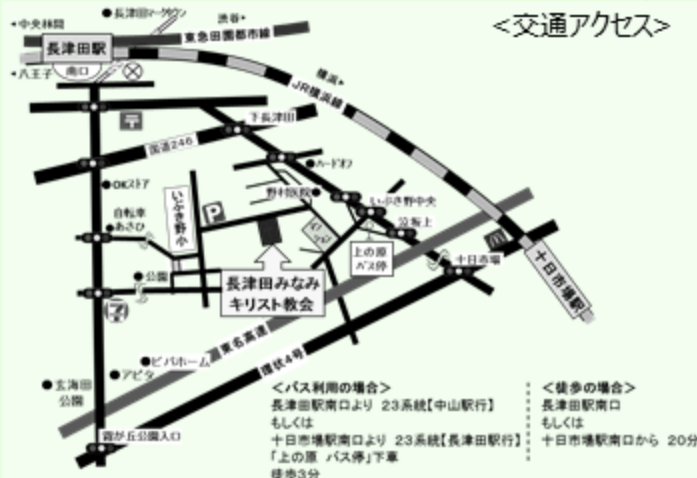 <交通アクセス>
◂中央林間
●長津田マークタウン
渋谷▸
東急田園都市線
長津田駅
南口
◂八王子
横浜▸
JR横浜線
下長津田
国道246
●ハードオフ
●OKストア
野村医院●
いぶき野中央
いぶき野小
P
自転車
●あさひ
上の原
バス停
十日市場
十日市場駅
●公園
長津田みなみ
キリスト教会
東名高速
●ビバホーム
環状4号
●アピタ
●玄海田
公園
霧が丘公園入口
<バス利用の場合>
長津田駅南口より 23系統【中山駅行】
もしくは
十日市場駅南口より 23系統【長津田駅行】
「上の原 バス停」下車
徒歩3分
<徒歩の場合>
長津田駅南口
もしくは
十日市場駅南口から 20分